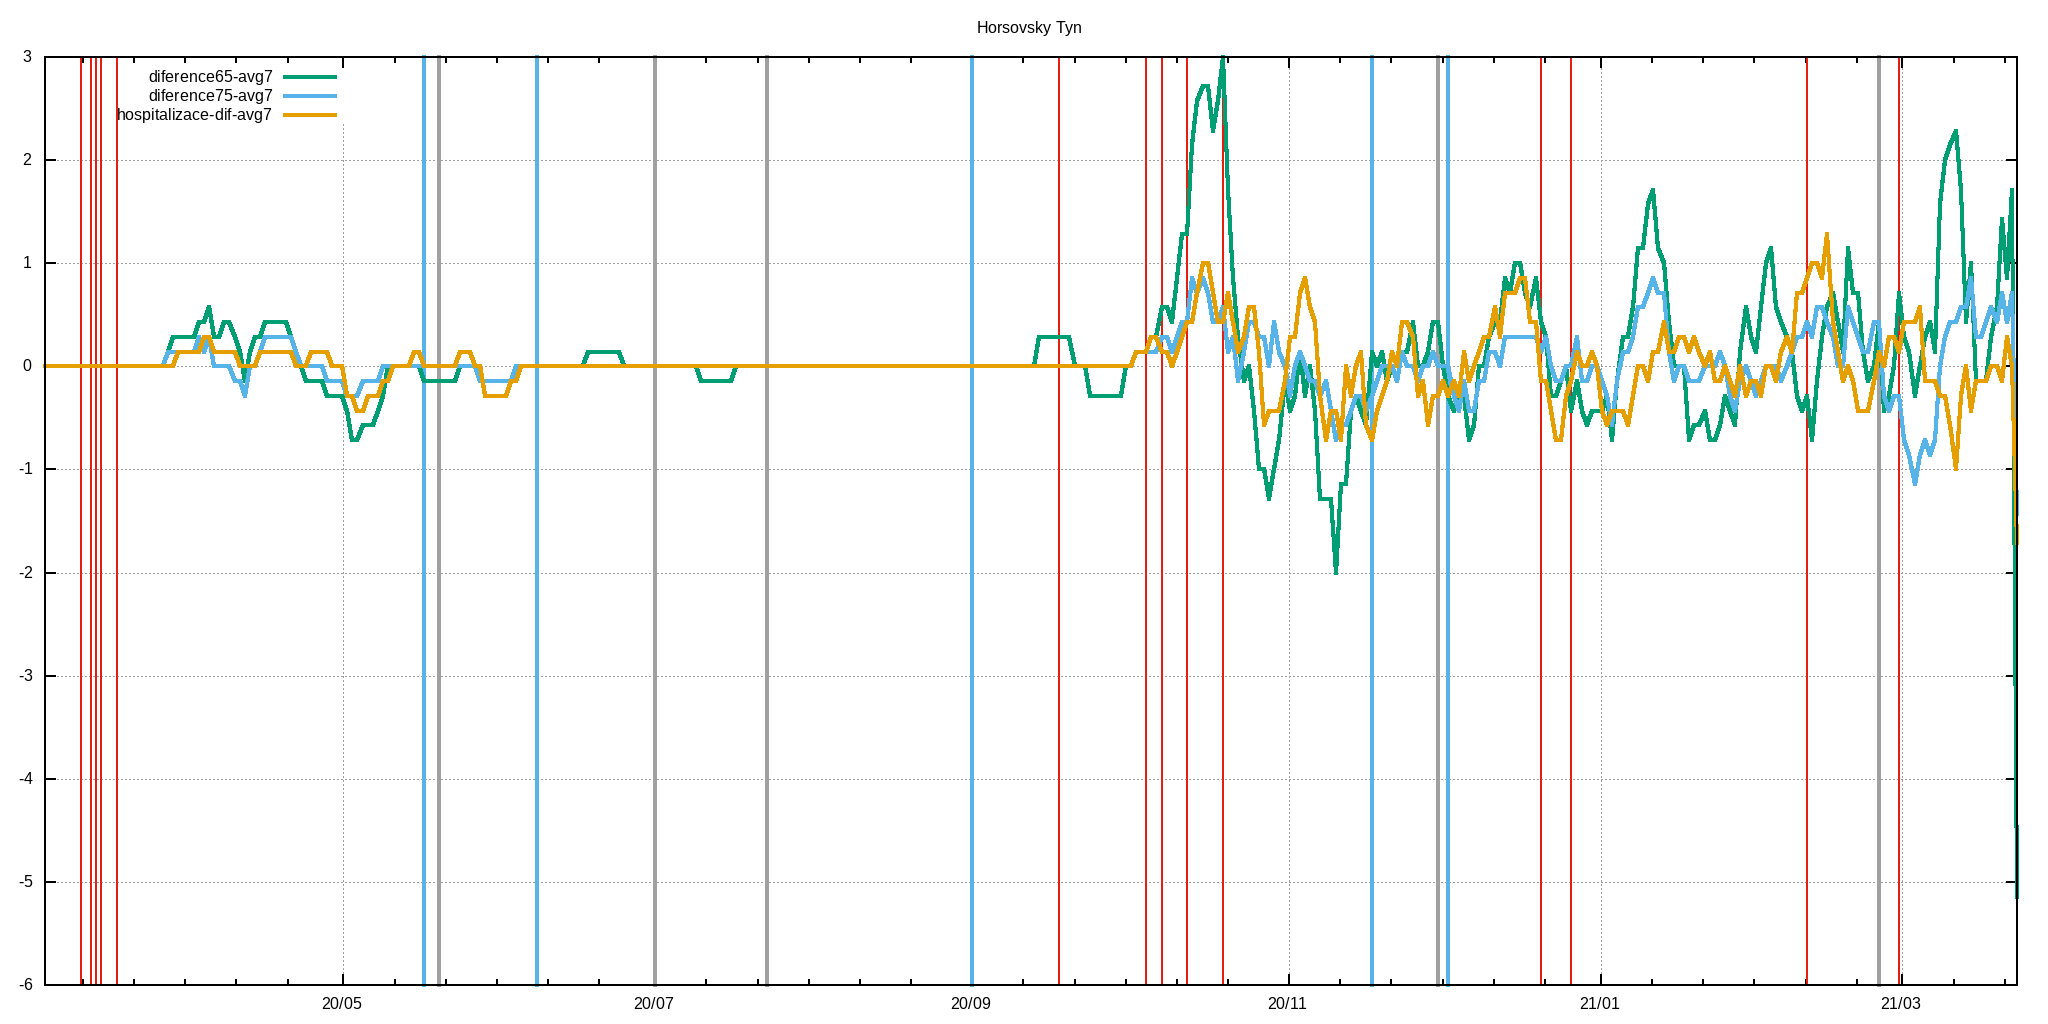 Horsovsky Tyn
3
diference65-avg7
diference75-avg7
hospitalizace-dif-avg7
2
1
0
-1
-2
-3
-4
-5
-6
20/05 20/07 20/09 20/11 21/01 21/03